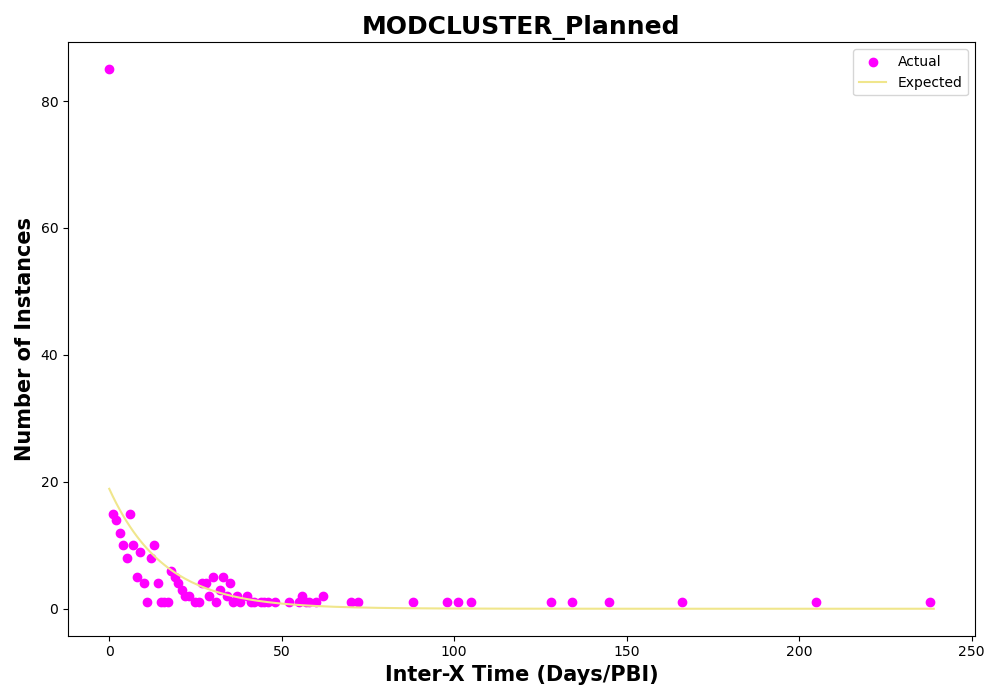 MODCLUSTER_Planned
Actual
Expected
Number of Instances
80
60
40
20
0
0 50 100 150 200 250
Inter-X Time (Days/PBI)